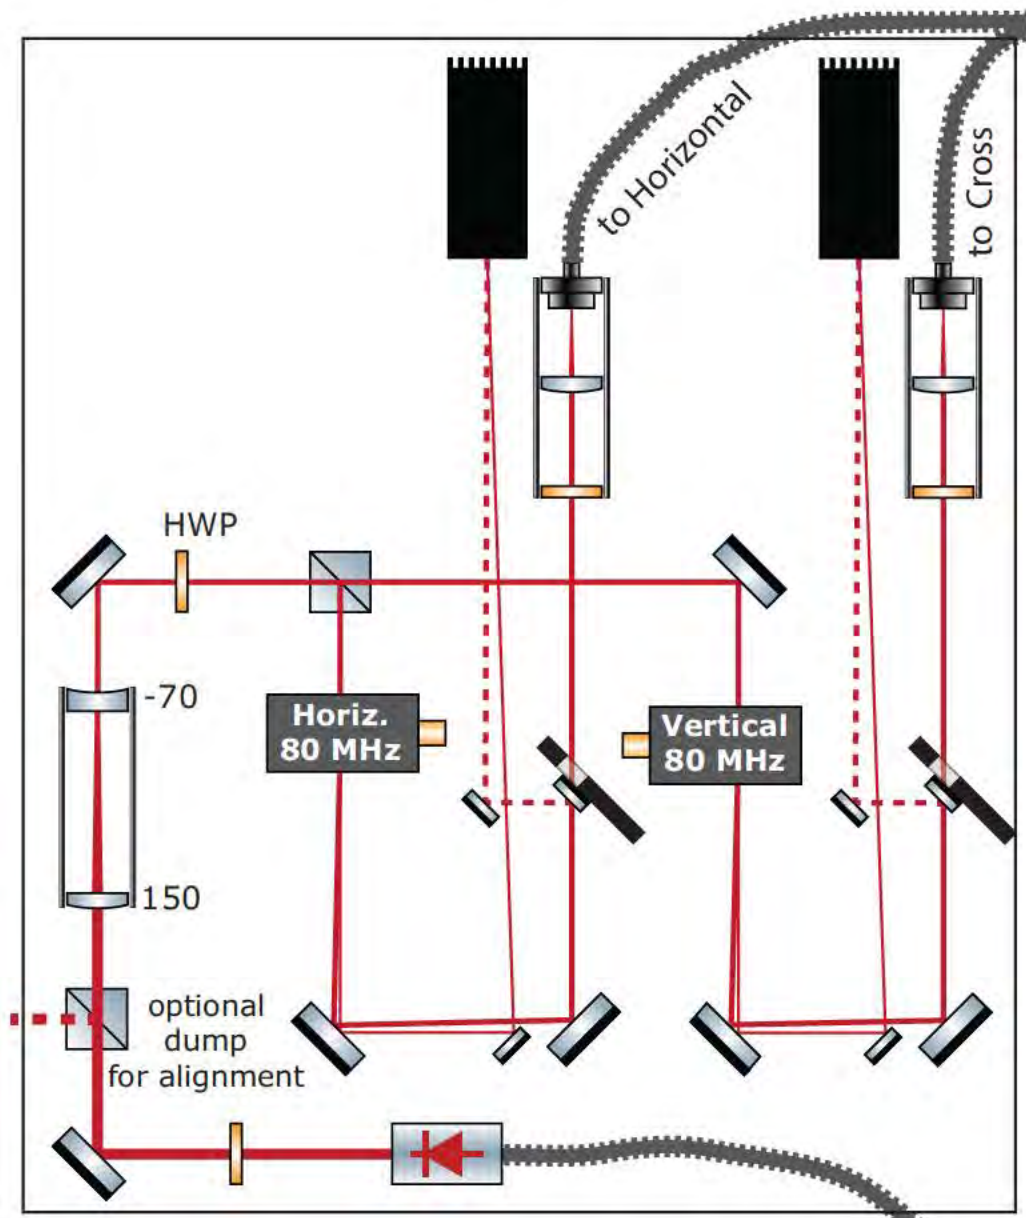 to Horizontal
to Cross
HWP
-70
Horiz.
80 MHz
Vertical
80 MHz
150
optional
dump
for alignment